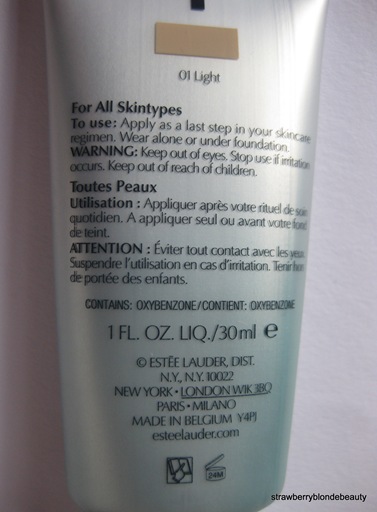 01 Light
For All Skintypes
To use: Apply as a last step in your skincare
regimen. Wear alone or under foundation.
WARNING: Keep out of eyes. Stop use if irritation
occurs. Keep out of reach of children.
Toutes Peaux
Utilisation : Appliquer après votre rituel de soin
quotidien. A appliquer seul ou avant votre fond
de teint.
ATTENTION : Éviter tout contact avec les yeux.
Suspendre l'utilisation en cas d'irritation. Tenir hors
de portée des enfants.
CONTAINS: OXYBENZONE/CONTIENT: OXYBENZONE
1 FL. OZ. LIQ./30ml e
© ESTÉE LAUDER, DIST.
N.Y., N.Y. 10022
NEW YORK • LONDON W1K 3BQ
PARIS • MILANO
MADE IN BELGIUM Y4PJ
esteelauder.com
24M
strawberryblondebeauty